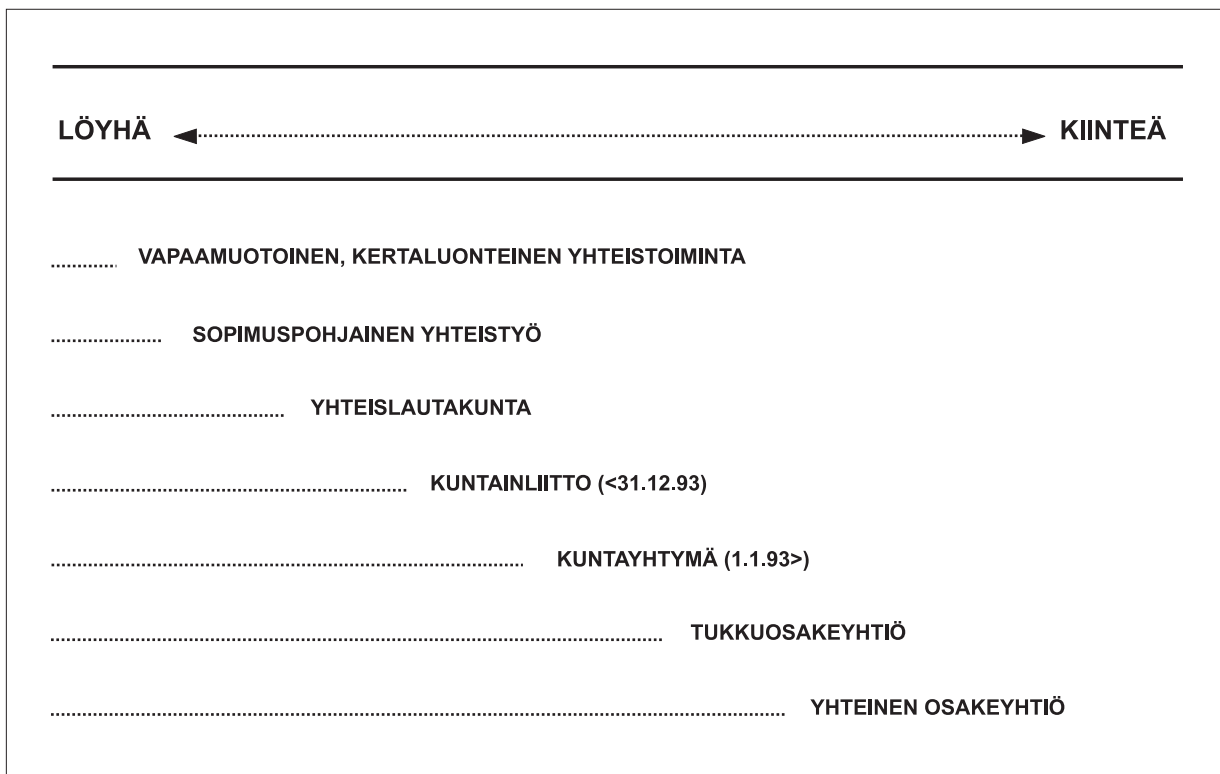 LÖYHÄ KIINTEÄ
VAPAAMUOTOINEN, KERTALUONTEINEN YHTEISTOIMINTA
SOPIMUSPOHJAINEN YHTEISTYÖ
YHTEISLAUTAKUNTA
KUNTAINLIITTO (<31.12.93)
KUNTAYHTYMÄ (1.1.93>)
TUKKUOSAKEYHTIÖ
YHTEINEN OSAKEYHTIÖ